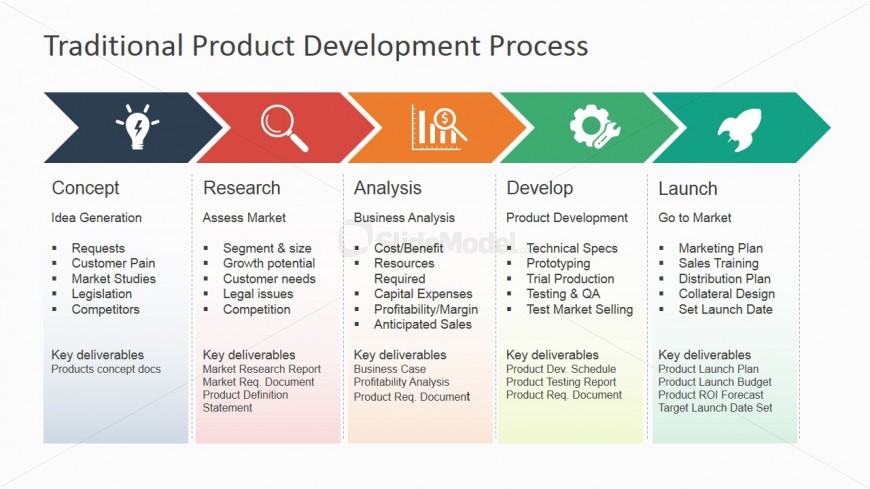 Traditional Product Development Process
$
Concept
Idea Generation
▪ Requests
▪ Customer Pain
▪ Market Studies
▪ Legislation
▪ Competitors
Key deliverables
Products concept docs
Research
Assess Market
▪ Segment & size
▪ Growth potential
▪ Customer needs
▪ Legal issues
▪ Competition
Key deliverables
Market Research Report
Market Req. Document
Product Definition
Statement
Analysis
Business Analysis
▪ Cost/Benefit
▪ Resources
Required
▪ Capital Expenses
▪ Profitability/Margin
▪ Anticipated Sales
Key deliverables
Business Case
Profitability Analysis
Product Req. Document
Develop
Product Development
▪ Technical Specs
▪ Prototyping
▪ Trial Production
▪ Testing & QA
▪ Test Market Selling
Key deliverables
Product Dev. Schedule
Product Testing Report
Product Req. Document
Launch
Go to Market
▪ Marketing Plan
▪ Sales Training
▪ Distribution Plan
▪ Collateral Design
▪ Set Launch Date
Key deliverables
Product Launch Plan
Product Launch Budget
Product ROI Forecast
Target Launch Date Set
SlideModel